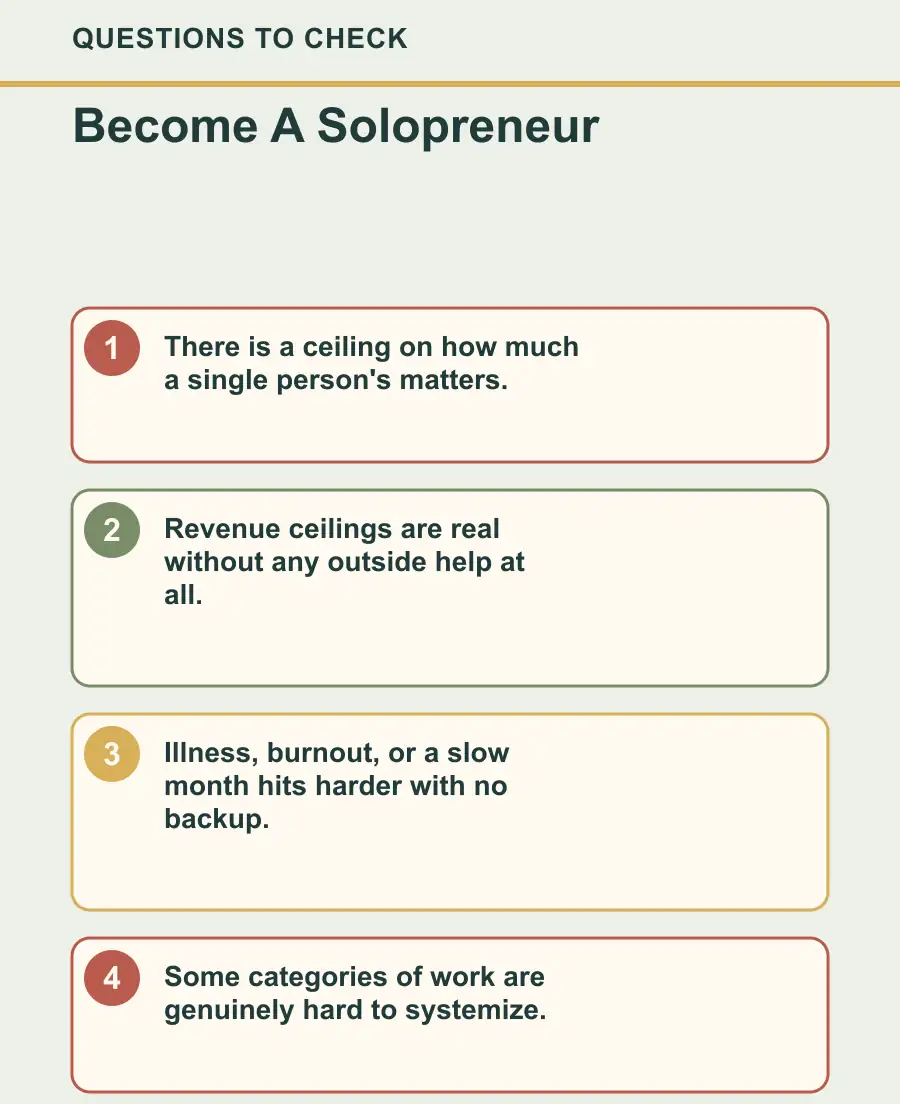 QUESTIONS TO CHECK
Become A Solopreneur
1
There is a ceiling on how much
a single person's matters.
2
Revenue ceilings are real
without any outside help at
all.
3
Illness, burnout, or a slow
month hits harder with no
backup.
4
Some categories of work are
genuinely hard to systemize.